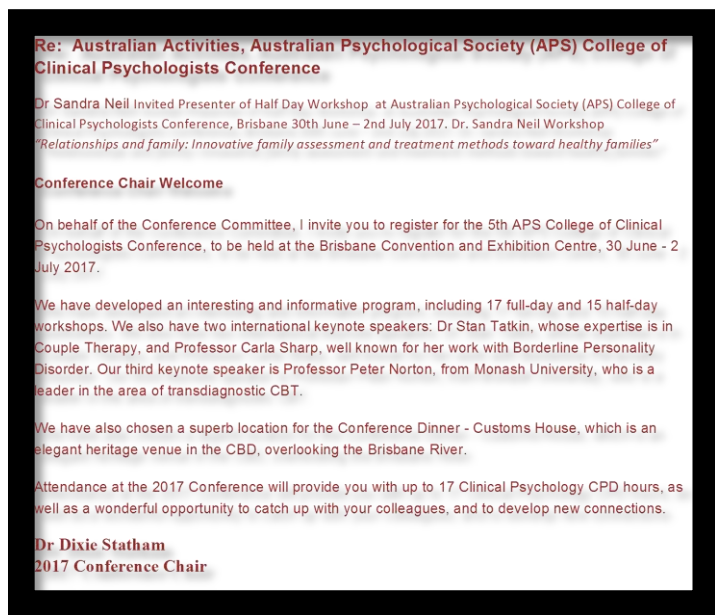 Re:  Australian Activities, Australian Psychological Society (APS) College of
Clinical Psychologists Conference
Dr Sandra Neil Invited Presenter of Half Day Workshop  at Australian Psychological Society (APS) College of
Clinical Psychologists Conference, Brisbane 30th June – 2nd July 2017. Dr. Sandra Neil Workshop
“Relationships and family: Innovative family assessment and treatment methods toward healthy families”
Conference Chair Welcome
On behalf of the Conference Committee, I invite you to register for the 5th APS College of Clinical
Psychologists Conference, to be held at the Brisbane Convention and Exhibition Centre, 30 June - 2
July 2017.
We have developed an interesting and informative program, including 17 full-day and 15 half-day
workshops. We also have two international keynote speakers: Dr Stan Tatkin, whose expertise is in
Couple Therapy, and Professor Carla Sharp, well known for her work with Borderline Personality
Disorder. Our third keynote speaker is Professor Peter Norton, from Monash University, who is a
leader in the area of transdiagnostic CBT.
We have also chosen a superb location for the Conference Dinner - Customs House, which is an
elegant heritage venue in the CBD, overlooking the Brisbane River.
Attendance at the 2017 Conference will provide you with up to 17 Clinical Psychology CPD hours, as
well as a wonderful opportunity to catch up with your colleagues, and to develop new connections.
Dr Dixie Statham
2017 Conference Chair